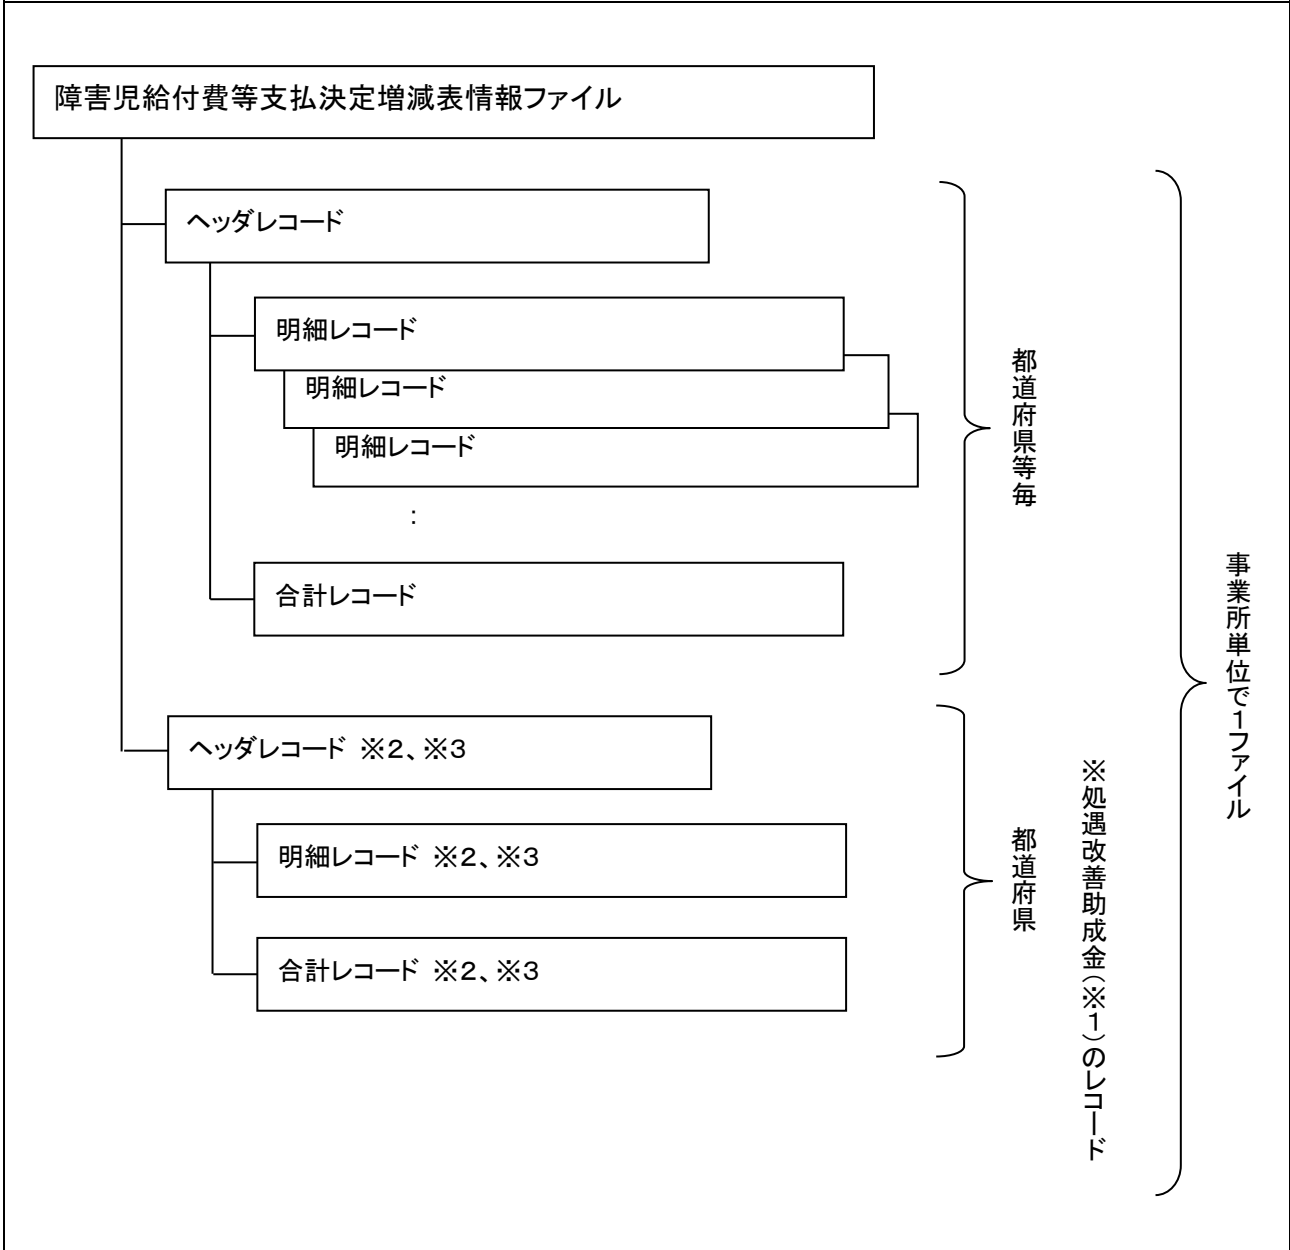 障害児給付費等支払決定増減表情報ファイル
ヘッダレコード
明細レコード
明細レコード
明細レコード
:
合計レコード
都道府県等毎
ヘッダレコード ※2、※3
明細レコード ※2、※3
合計レコード ※2、※3
都道府県
※処遇改善助成金(※1)のレコード
事業所単位で1ファイル